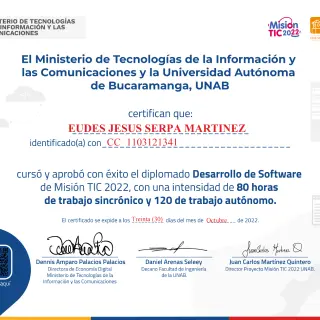 TERIO DE TECNOLOGÍAS
INFORMACIÓN Y LAS
NICACIONES
Misión
TIC 2022
El Ministerio de Tecnologías de la Información y
las Comunicaciones y la Universidad Autónoma
de Bucaramanga, UNAB
certifican que:
EUDES JESUS SERPA MARTINEZ
identificado(a) con CC 1103121341
cursó y aprobó con éxito el diplomado Desarrollo de Software
de Misión TIC 2022, con una intensidad de 80 horas
de trabajo sincrónico y 120 de trabajo autónomo.
El certificado se expide a los Treinta (30) días del mes de Octubre de 2022.
Dennis Amparo Palacios Palacios
Directora de Economía Digital
Ministerio de Tecnologías de la
Información y las Comunicaciones
Daniel Arenas Seleey
Decano Facultad de Ingeniería
de la UNAB.
Juan Carlos Martínez Quintero
Director Proyecto Misión TIC 2022 UNAB.
aquí